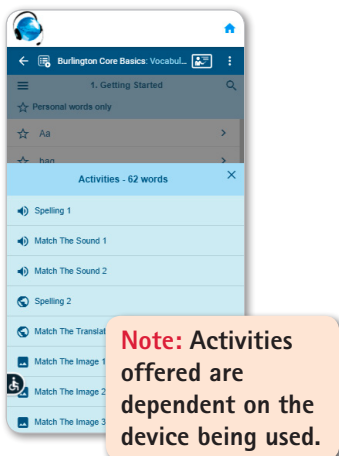 Burlington Core Basics: Vocabul...
1. Getting Started
Personal words only
Aa
bag
Activities - 62 words
Spelling 1
Match The Sound 1
Match The Sound 2
Spelling 2
Match The Translat
Match The Image 1
Match The Image 2
Match The Image 3
Note: Activities
offered are
dependent on the
device being used.